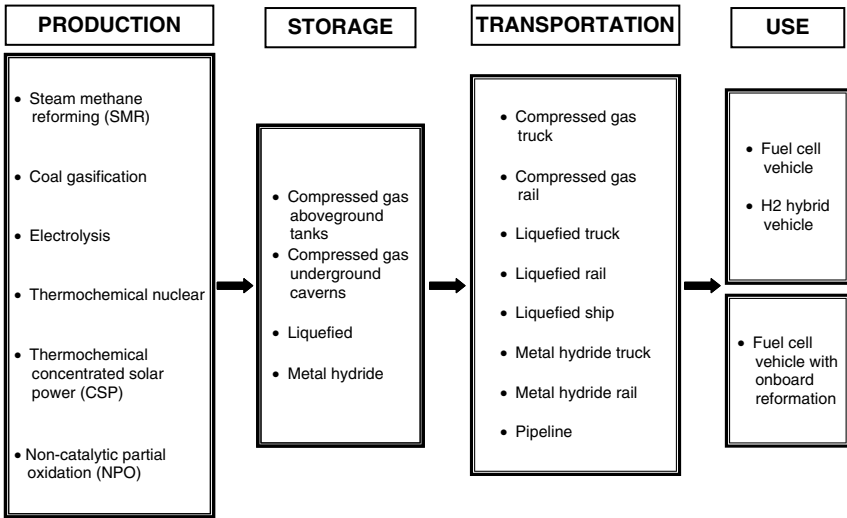 PRODUCTION
• Steam methane
reforming (SMR)
• Coal gasification
• Electrolysis
• Thermochemical nuclear
• Thermochemical
concentrated solar
power (CSP)
• Non-catalytic partial
oxidation (NPO)
STORAGE
• Compressed gas
aboveground
tanks
• Compressed gas
underground
caverns
• Liquefied
• Metal hydride
TRANSPORTATION
• Compressed gas
truck
• Compressed gas
rail
• Liquefied truck
• Liquefied rail
• Liquefied ship
• Metal hydride truck
• Metal hydride rail
• Pipeline
USE
• Fuel cell
vehicle
• H2 hybrid
vehicle
• Fuel cell
vehicle with
onboard
reformation